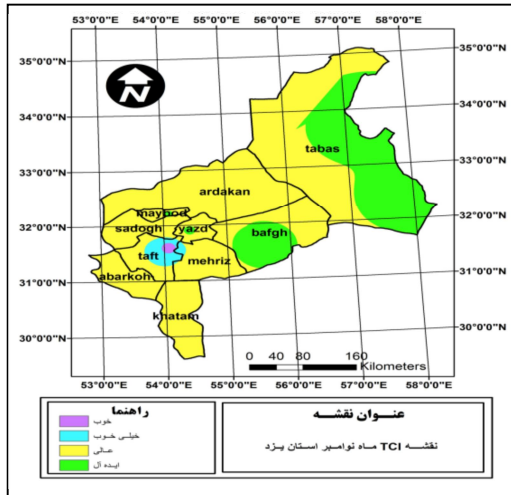 53°0'0"E 54°0'0"E 55°0'0"E 56°0'0"E 57°0'0"E 58°0'0"E
35°0'0"N 35°0'0"N
N
34°0'0"N 34°0'0"N
tabas
33°0'0"N 33°0'0"N
ardakan
maybod
32°0'0"N 32°0'0"N
sadogh yazd bafgh
taft mehriz
31°0'0"N 31°0'0"N
abarkoh
khatam
30°0'0"N 30°0'0"N
0 40 80 160
Kilometers
53°0'0"E 54°0'0"E 55°0'0"E 56°0'0"E 57°0'0"E 58°0'0"E
راهنما
خوب
خیلی خوب
عالی
ایده آل
عنوان نقشه
نقشه TCI ماه نوامبر استان یزد